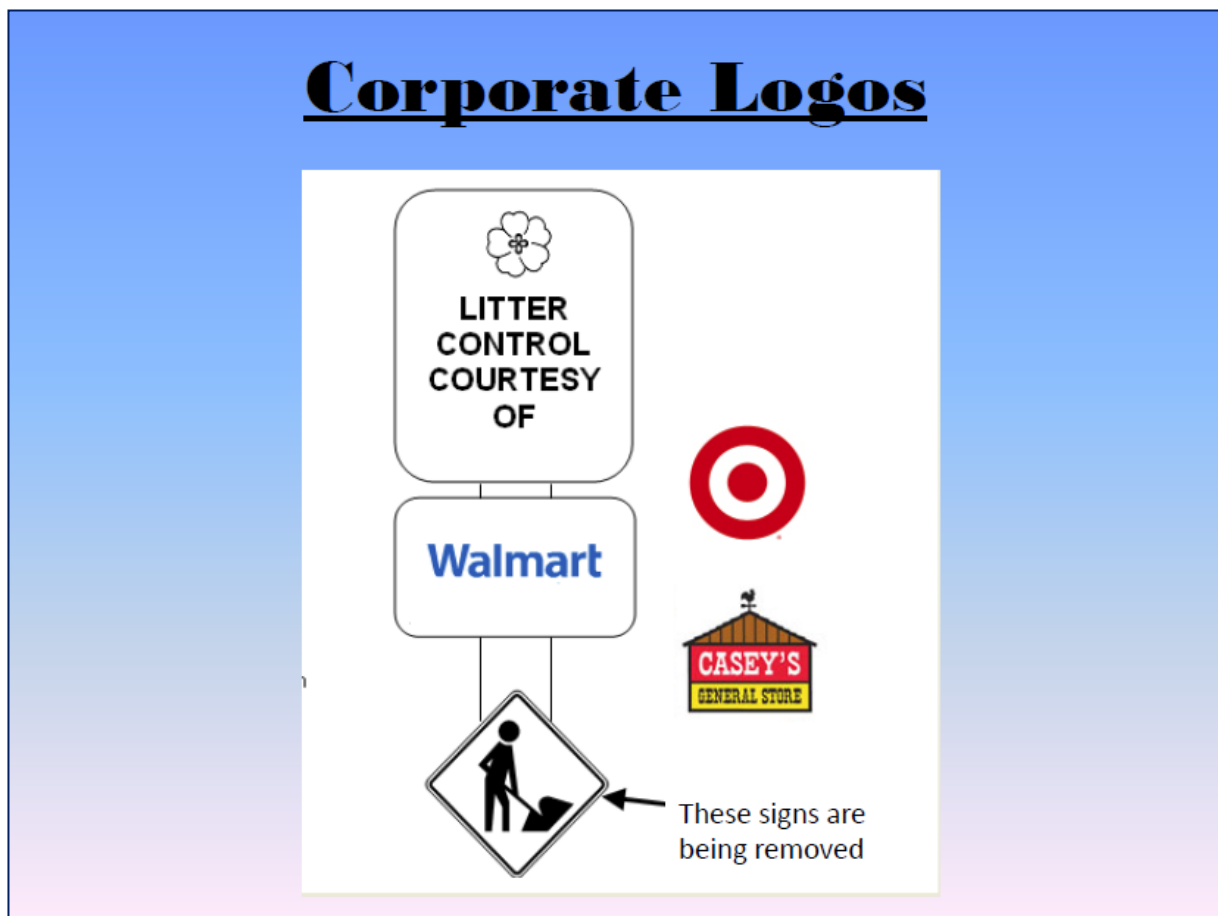 Corporate Logos
LITTER
CONTROL
COURTESY
OF
Walmart
CASEY'S
GENERAL STORE
These signs are
being removed